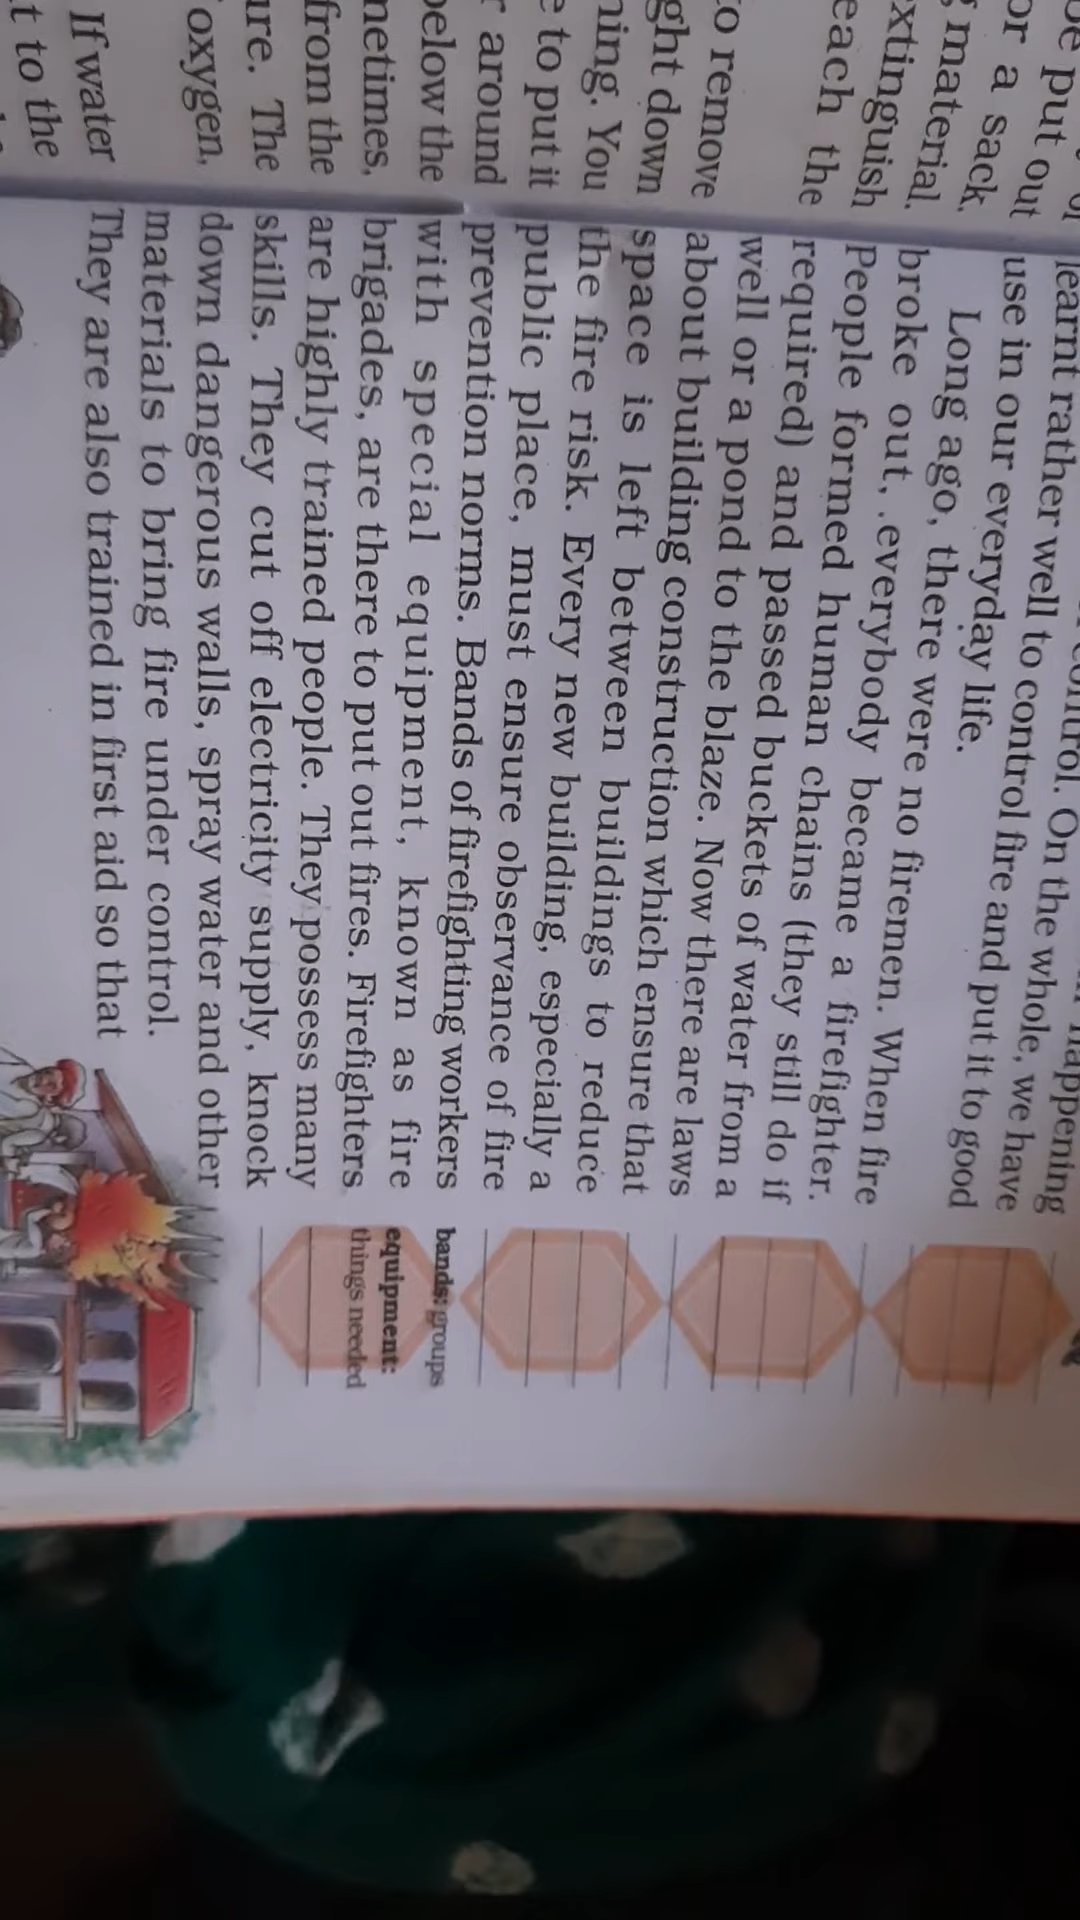 be put out
or a sack.
material.
extinguish
each the
to remove
ght down
ning. You
e to put it
r around
below the
metimes,
from the
ure. The
oxygen,
If water
t to the
control. On the whole, we have
learnt rather well to control fire and put it to good
use in our everyday life.
Long ago, there were no firemen. When fire
broke out, .everybody became a firefighter.
People formed human chains (they still do if
required) and passed buckets of water from a
well or a pond to the blaze. Now there are laws
about building construction which ensure that
space is left between buildings to reduce
the fire risk. Every new building, especially a
public place, must ensure observance of fire
prevention norms. Bands of firefighting workers
with special equipment, known as fire
brigades, are there to put out fires. Firefighters
are highly trained people. They possess many
skills. They cut off electricity supply, knock
down dangerous walls, spray water and other
materials to bring fire under control.
They are also trained in first aid so that
bands: groups
equipment:
things needed